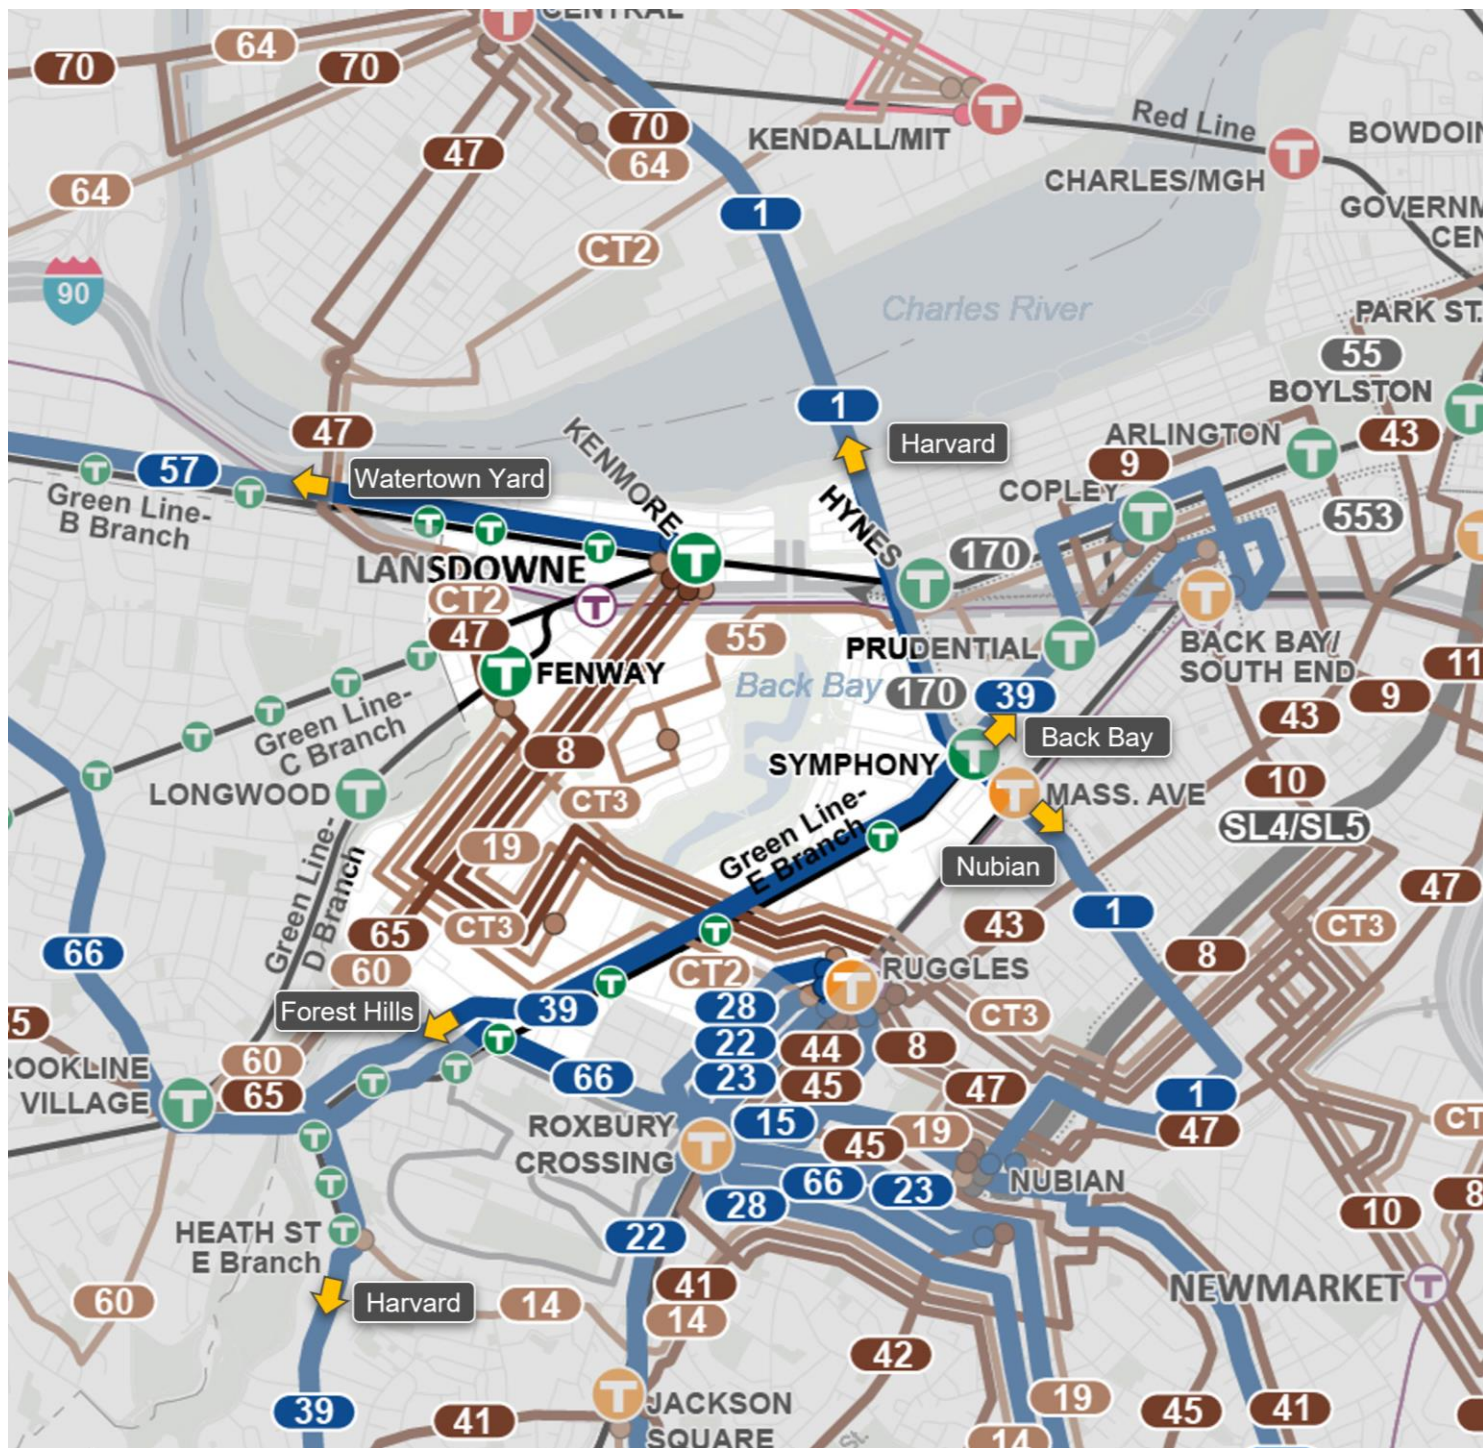 CENTRAL
64
70
70
70
64
47
64
1
CT2
KENDALL/MIT
Red Line
CHARLES/MGH
BOWDOIN
GOVERNM
CEN
90
Charles River
PARK ST.
55
BOYLSTON
43
ARLINGTON
9
COPLEY
553
1
Harvard
47
KENMORE
HYNES
57
Watertown Yard
Green Line-
B Branch
LANSDOWNE
170
CT2
47
55
FENWAY
PRUDENTIAL
BACK BAY/
SOUTH END
11
Back Bay
170
39
9
43
Green Line-
C Branch
8
Back Bay
SYMPHONY
LONGWOOD
CT3
MASS. AVE
10
SL4/SL5
19
Green Line-
E Branch
Nubian
47
Green Line-
D Branch
65
CT3
43
1
CT3
66
60
CT2
RUGGLES
8
Forest Hills
39
28
CT3
5
22
44
8
ROOKLINE
VILLAGE
60
65
66
23
45
47
1
47
CT
ROXBURY
CROSSING
15
45
19
66
23
NUBIAN
28
8
10
HEATH ST
E Branch
22
41
NEWMARKET
60
Harvard
14
14
42
39
41
JACKSON
SQUARE
St.
19
45
41
14